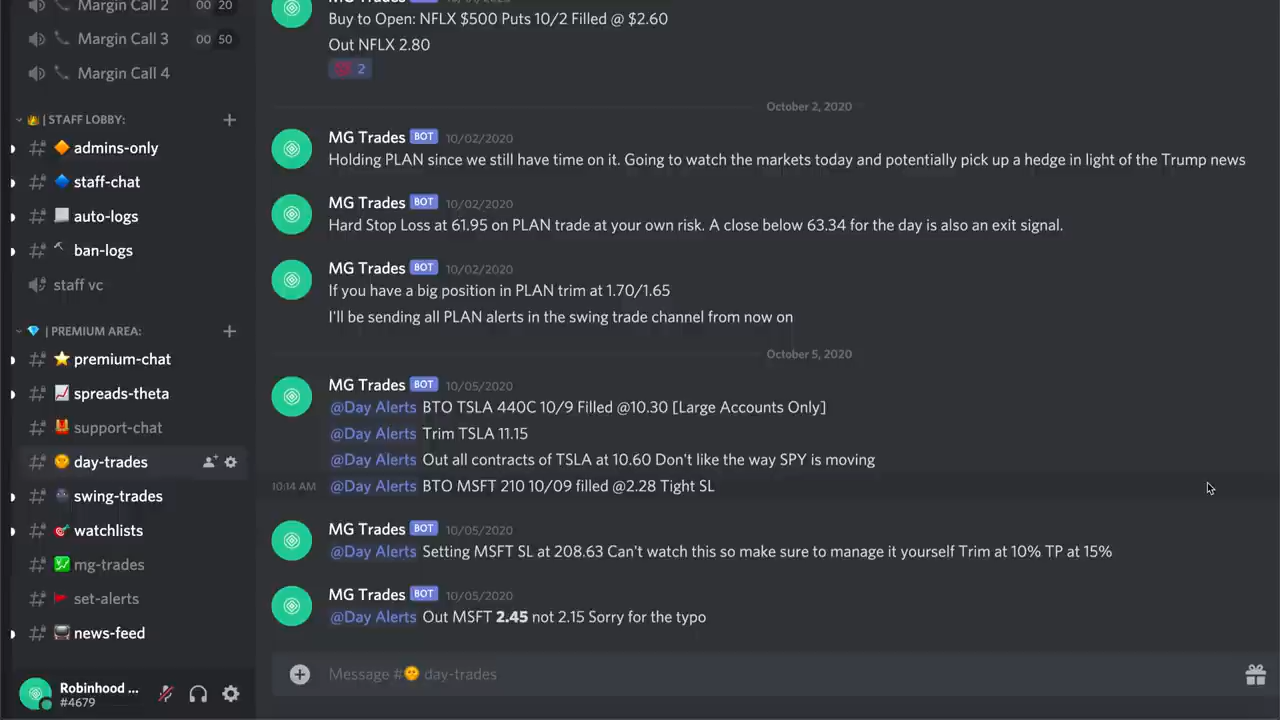 Margin Call 2 00 20
Margin Call 3 00 50
Margin Call 4
| STAFF LOBBY:
admins-only
staff-chat
auto-logs
ban-logs
staff vc
| PREMIUM AREA:
premium-chat
spreads-theta
support-chat
day-trades
swing-trades
watchlists
mg-trades
set-alerts
news-feed
Robinhood ...
#4679
Buy to Open: NFLX $500 Puts 10/2 Filled @ $2.60
Out NFLX 2.80
2
October 2, 2020
MG Trades BOT 10/02/2020
Holding PLAN since we still have time on it. Going to watch the markets today and potentially pick up a hedge in light of the Trump news
MG Trades BOT 10/02/2020
Hard Stop Loss at 61.95 on PLAN trade at your own risk. A close below 63.34 for the day is also an exit signal.
MG Trades BOT 10/02/2020
If you have a big position in PLAN trim at 1.70/1.65
I'll be sending all PLAN alerts in the swing trade channel from now on
October 5, 2020
MG Trades BOT 10/05/2020
@Day Alerts BTO TSLA 440C 10/9 Filled @10.30 [Large Accounts Only]
@Day Alerts Trim TSLA 11.15
@Day Alerts Out all contracts of TSLA at 10.60 Don't like the way SPY is moving
10:14 AM @Day Alerts BTO MSFT 210 10/09 filled @2.28 Tight SL
MG Trades BOT 10/05/2020
@Day Alerts Setting MSFT SL at 208.63 Can't watch this so make sure to manage it yourself Trim at 10% TP at 15%
MG Trades BOT 10/05/2020
@Day Alerts Out MSFT 2.45 not 2.15 Sorry for the typo
Message # day-trades